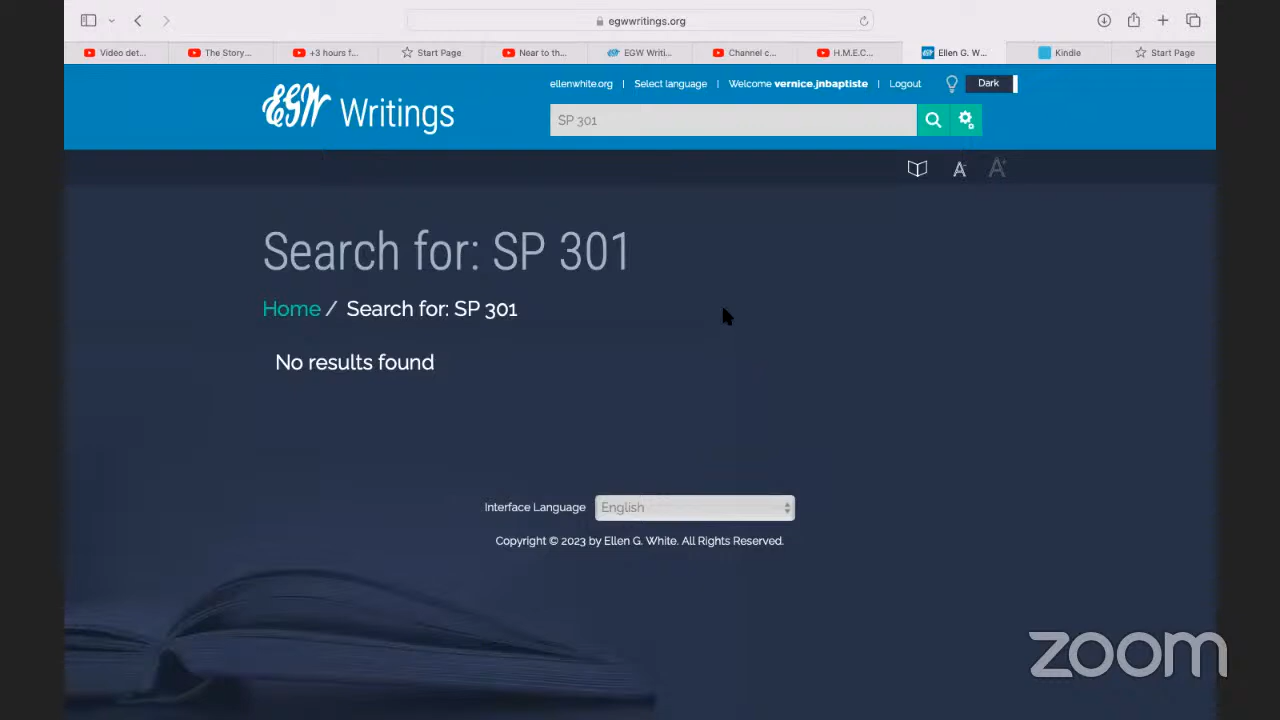 egwwritings.org
Video det... The Story... +3 hours f... Start Page Near to th... EGW Writi... Channel c... H.M.E.C... Ellen G. W... Kindle Start Page
ellenwhite.org | Select language | Welcome vernice.jnbaptiste | Logout Dark
EGW Writings
SP 301
A- A+
Search for: SP 301
Home / Search for: SP 301
No results found
Interface Language English
Copyright © 2023 by Ellen G. White. All Rights Reserved.
zoom